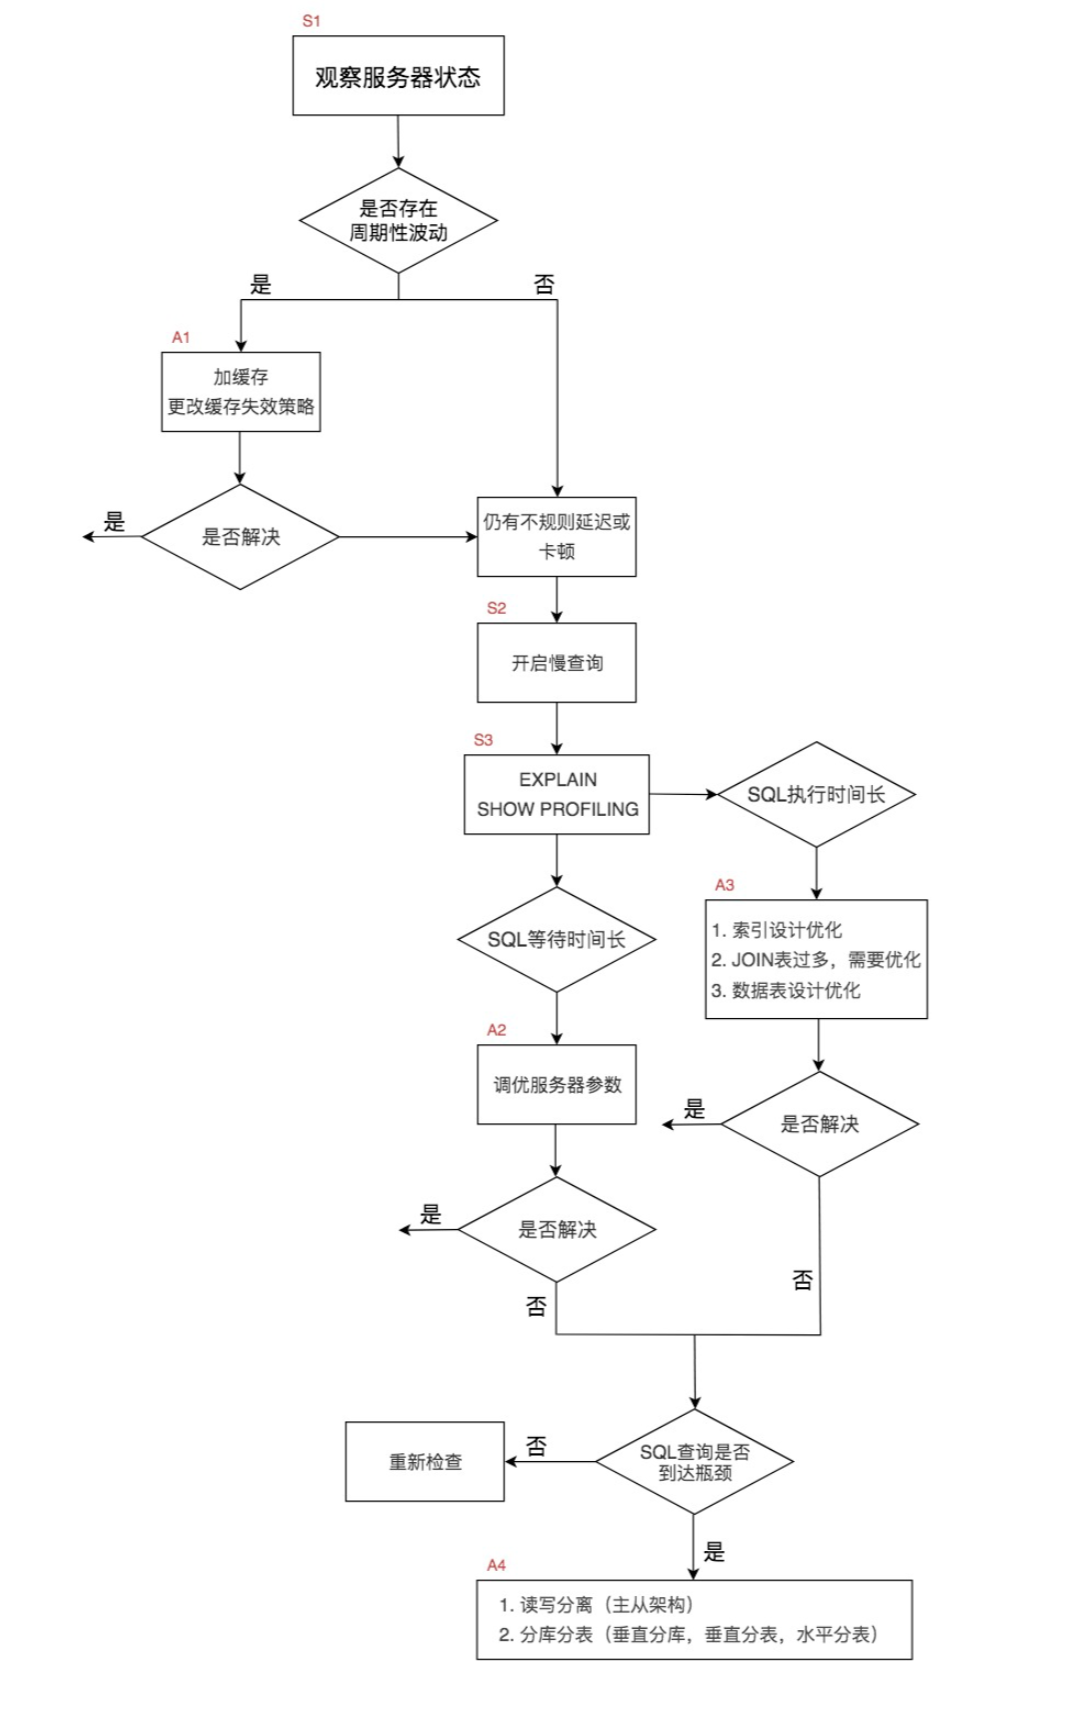 S1
观察服务器状态
是否存在
周期性波动
是
否
A1
加缓存
更改缓存失效策略
是
是否解决
仍有不规则延迟或
卡顿
S2
开启慢查询
S3
EXPLAIN
SHOW PROFILING
SQL执行时间长
A3
1. 索引设计优化
2. JOIN表过多，需要优化
3. 数据表设计优化
SQL等待时间长
A2
调优服务器参数
是
是否解决
是
是否解决
否
否
SQL查询是否
到达瓶颈
否
重新检查
是
A4
1. 读写分离（主从架构）
2. 分库分表（垂直分库，垂直分表，水平分表）